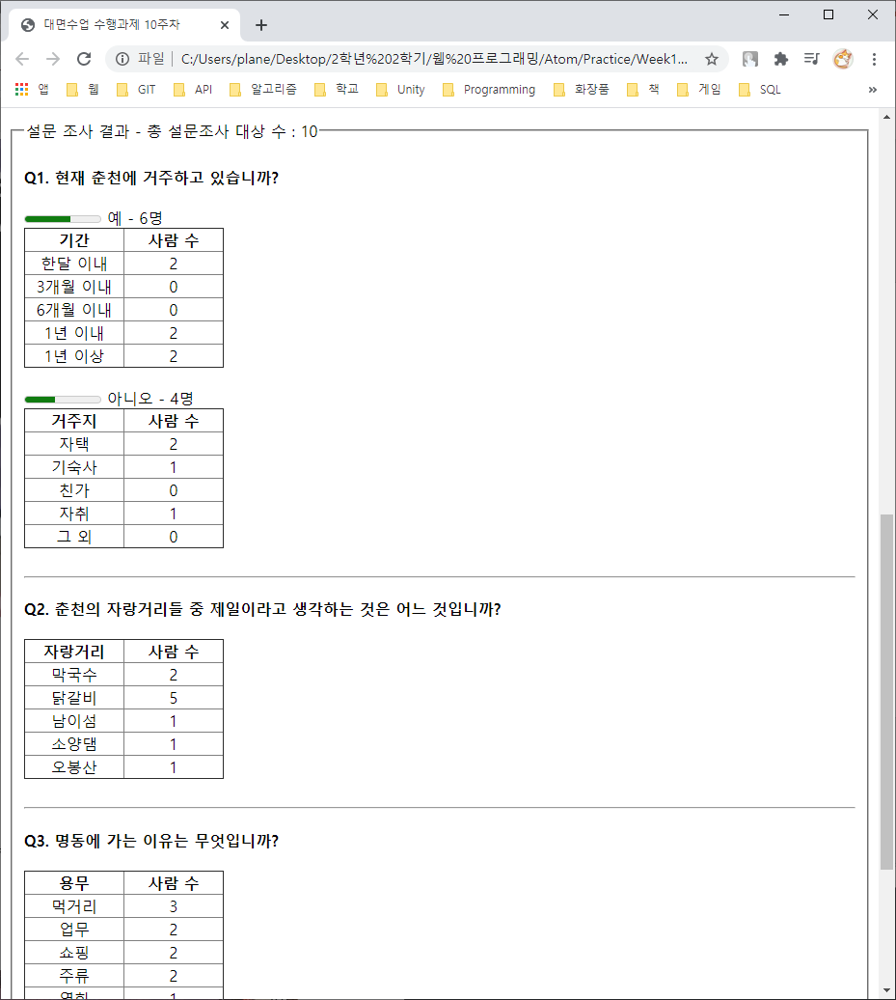 대면수업 수행과제 10주차
파일 | C:/Users/plane/Desktop/2학년%202학기/웹%20프로그래밍/Atom/Practice/Week1...
앱 웹 GIT API 알고리즘 학교 Unity Programming 화장품 책 게임 SQL »
설문 조사 결과 - 총 설문조사 대상 수 : 10
Q1. 현재 춘천에 거주하고 있습니까?
예 - 6명
기간 사람 수
한달 이내 2
3개월 이내 0
6개월 이내 0
1년 이내 2
1년 이상 2
아니오 - 4명
거주지 사람 수
자택 2
기숙사 1
친가 0
자취 1
그 외 0
Q2. 춘천의 자랑거리들 중 제일이라고 생각하는 것은 어느 것입니까?
자랑거리 사람 수
막국수 2
닭갈비 5
남이섬 1
소양댐 1
오봉산 1
Q3. 명동에 가는 이유는 무엇입니까?
용무 사람 수
먹거리 3
업무 2
쇼핑 2
주류 2
영화 1